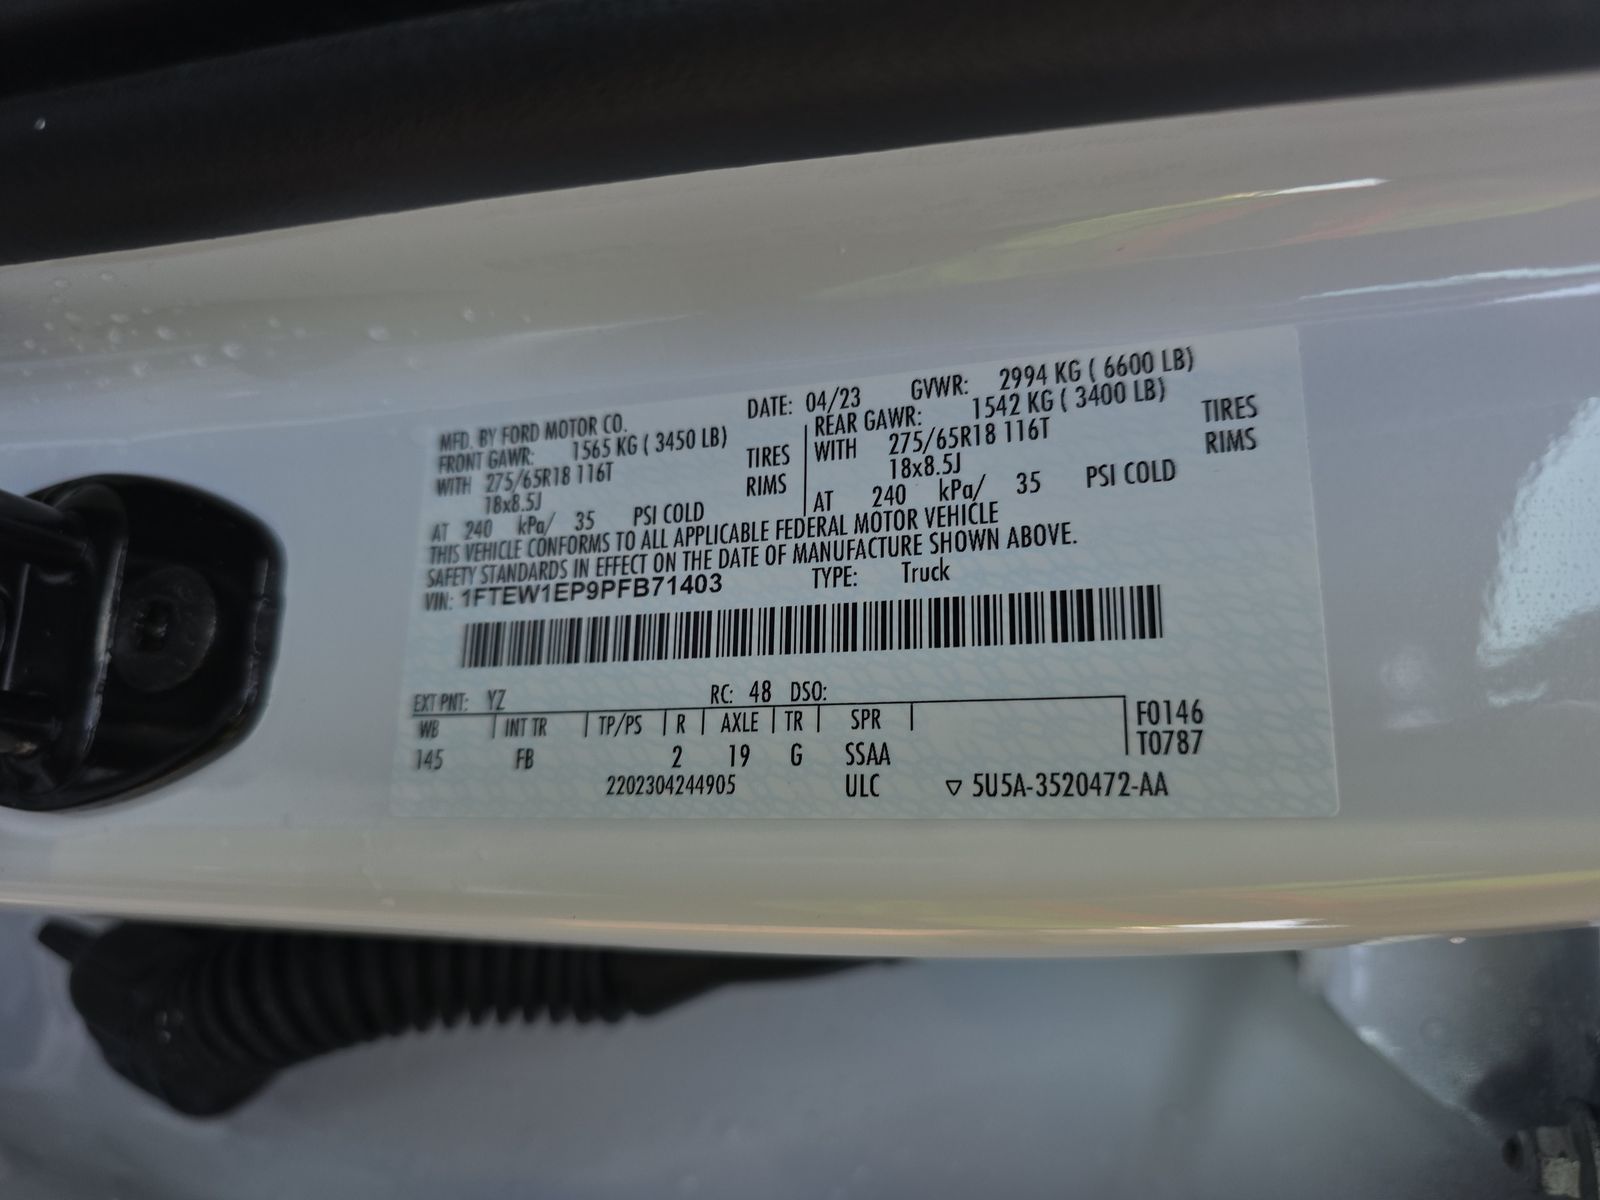 MFD. BY FORD MOTOR CO. DATE: 04/23 GVWR: 2994 KG ( 6600 LB)
FRONT GAWR: 1565 KG ( 3450 LB) REAR GAWR: 1542 KG ( 3400 LB)
WITH 275/65R18 116T TIRES WITH 275/65R18 116T TIRES
18x8.5J RIMS 18x8.5J RIMS
AT 240 kPa/ 35 PSI COLD AT 240 kPa/ 35 PSI COLD
THIS VEHICLE CONFORMS TO ALL APPLICABLE FEDERAL MOTOR VEHICLE
SAFETY STANDARDS IN EFFECT ON THE DATE OF MANUFACTURE SHOWN ABOVE.
VIN: 1FTEW1EP9PFB71403 TYPE: Truck
EXT PNT: YZ RC: 48 DSO:
WB INT TR TP/PS R AXLE TR SPR F0146
145 FB 2 19 G SSAA T0787
2202304244905 ULC ▽ 5U5A-3520472-AA